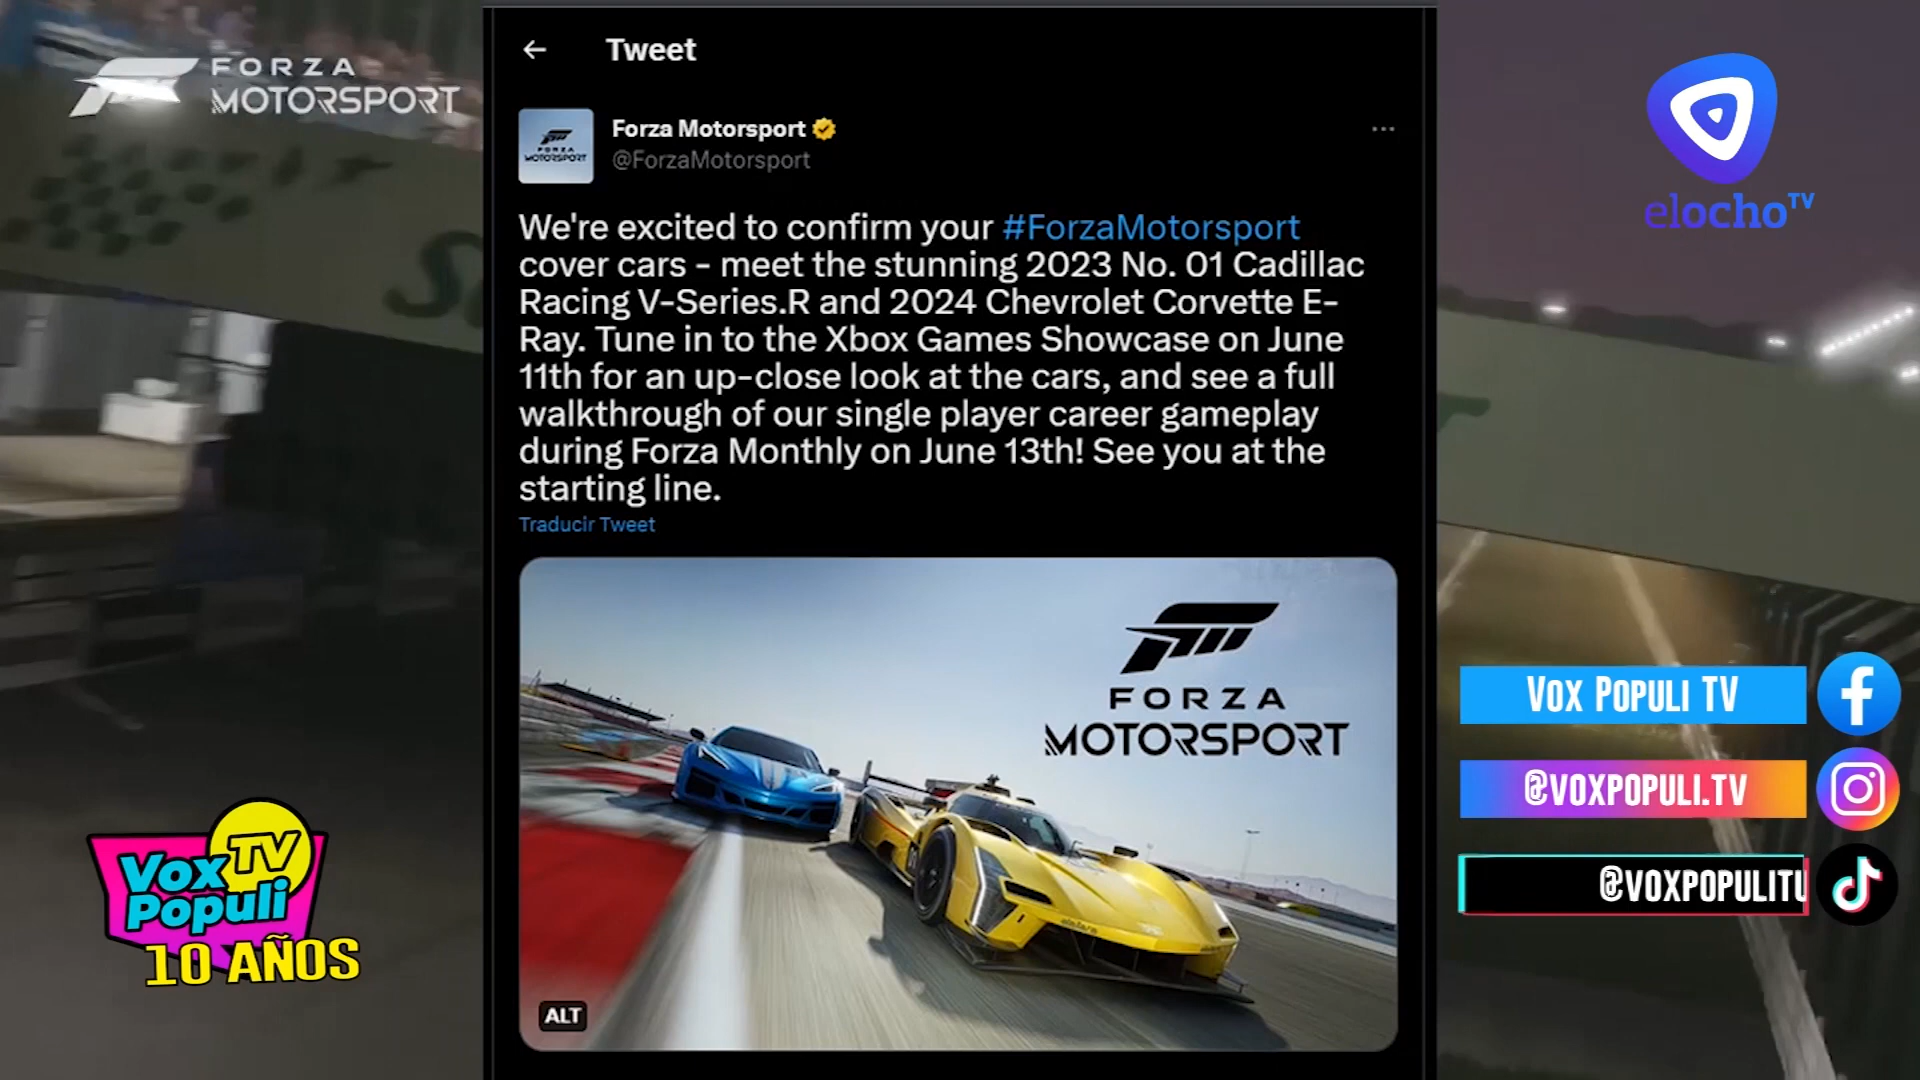 FORZA
MOTORSPORT
Tweet
FORZA
MOTORSPORT
Forza Motorsport
@ForzaMotorsport
We're excited to confirm your #ForzaMotorsport
cover cars - meet the stunning 2023 No. 01 Cadillac
Racing V-Series.R and 2024 Chevrolet Corvette E-
Ray. Tune in to the Xbox Games Showcase on June
11th for an up-close look at the cars, and see a full
walkthrough of our single player career gameplay
during Forza Monthly on June 13th! See you at the
starting line.
Traducir Tweet
FORZA
MOTORSPORT
ALT
elochoTV
VOX POPULI TV
@VOXPOPULI.TV
@VOXPOPULITV
Vox
Populi
TV
10 AÑOS